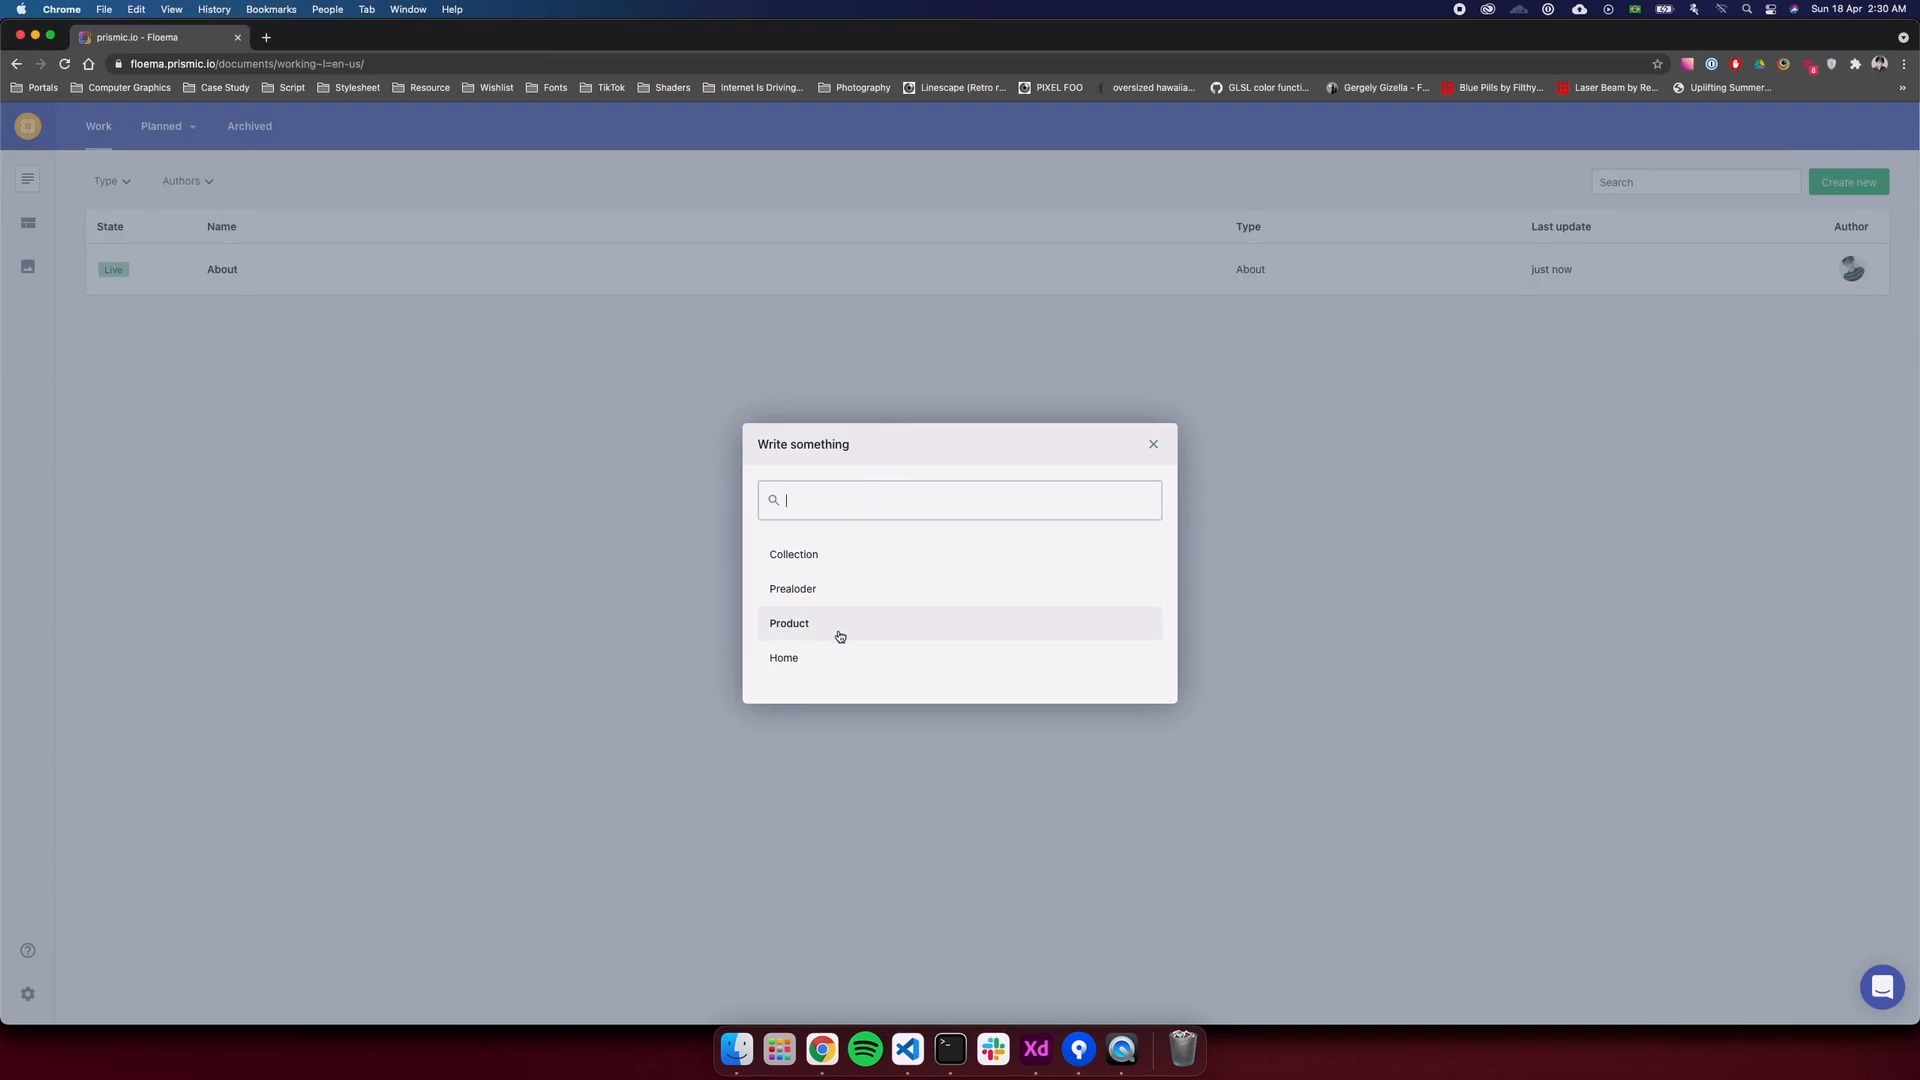 Chrome File Edit View History Bookmarks People Tab Window Help Sun 18 Apr 2:30 AM
prismic.io - Floema
floema.prismic.io/documents/working~l=en-us/
8
Portals Computer Graphics Case Study Script Stylesheet Resource Wishlist Fonts TikTok Shaders Internet Is Driving... Photography Linescape (Retro r... PIXEL FOO oversized hawaiia... GLSL color functi... Gergely Gizella - F... Blue Pills by Filthy... Laser Beam by Re... Uplifting Summer...
Work Planned Archived
Type Authors Search Create new
State Name Type Last update Author
Live About About just now
Write something
Collection
Prealoder
Product
Home
Xd